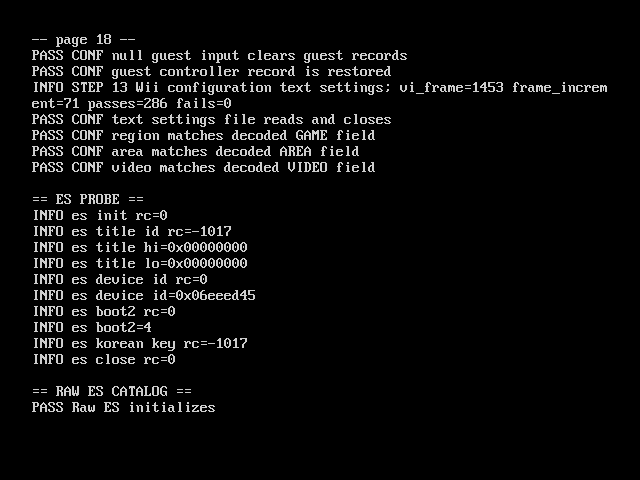 -- page 18 --
PASS CONF null guest input clears guest records
PASS CONF guest controller record is restored
INFO STEP 13 Wii configuration text settings; vi_frame=1453 frame_increm
ent=71 passes=286 fails=0
PASS CONF text settings file reads and closes
PASS CONF region matches decoded GAME field
PASS CONF area matches decoded AREA field
PASS CONF video matches decoded VIDEO field
== ES PROBE ==
INFO es init rc=0
INFO es title id rc=-1017
INFO es title hi=0x00000000
INFO es title lo=0x00000000
INFO es device id rc=0
INFO es device id=0x06eeed45
INFO es boot2 rc=0
INFO es boot2=4
INFO es korean key rc=-1017
INFO es close rc=0
== RAW ES CATALOG ==
PASS Raw ES initializes